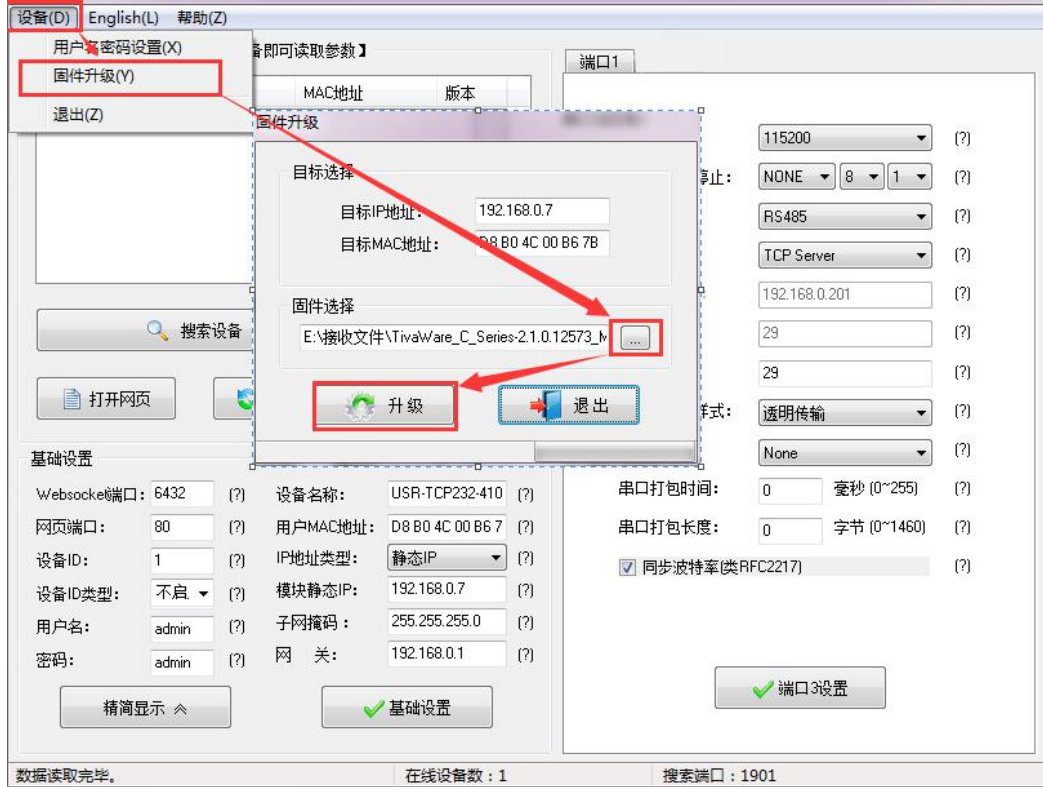 设备(D) English(L) 帮助(Z)
用户名密码设置(X)
固件升级(Y)
退出(Z)
备即可读取参数】
MAC地址 版本
固件升级
目标选择
目标IP地址: 192.168.0.7
目标MAC地址: D8 B0 4C 00 B6 7B
固件选择
E:\接收文件\TivaWare_C_Series-2.1.0.12573_M ...
升级 退出
搜索设备
打开网页
端口1
115200 (?)
停止: NONE 8 1 (?)
RS485 (?)
TCP Server (?)
192.168.0.201 (?)
29 (?)
29 (?)
样式: 透明传输 (?)
None (?)
串口打包时间: 0 毫秒 (0~255) (?)
串口打包长度: 0 字节 (0~1460) (?)
同步波特率(类RFC2217) (?)
端口3设置
基础设置
Websocket端口: 6432 (?) 设备名称: USR-TCP232-410 (?)
网页端口: 80 (?) 用户MAC地址: D8 B0 4C 00 B6 7 (?)
设备ID: 1 (?) IP地址类型: 静态IP (?)
设备ID类型: 不启 (?) 模块静态IP: 192.168.0.7 (?)
用户名: admin (?) 子网掩码: 255.255.255.0 (?)
密码: admin (?) 网 关: 192.168.0.1 (?)
精简显示 基础设置
数据读取完毕。 在线设备数:1 搜索端口:1901